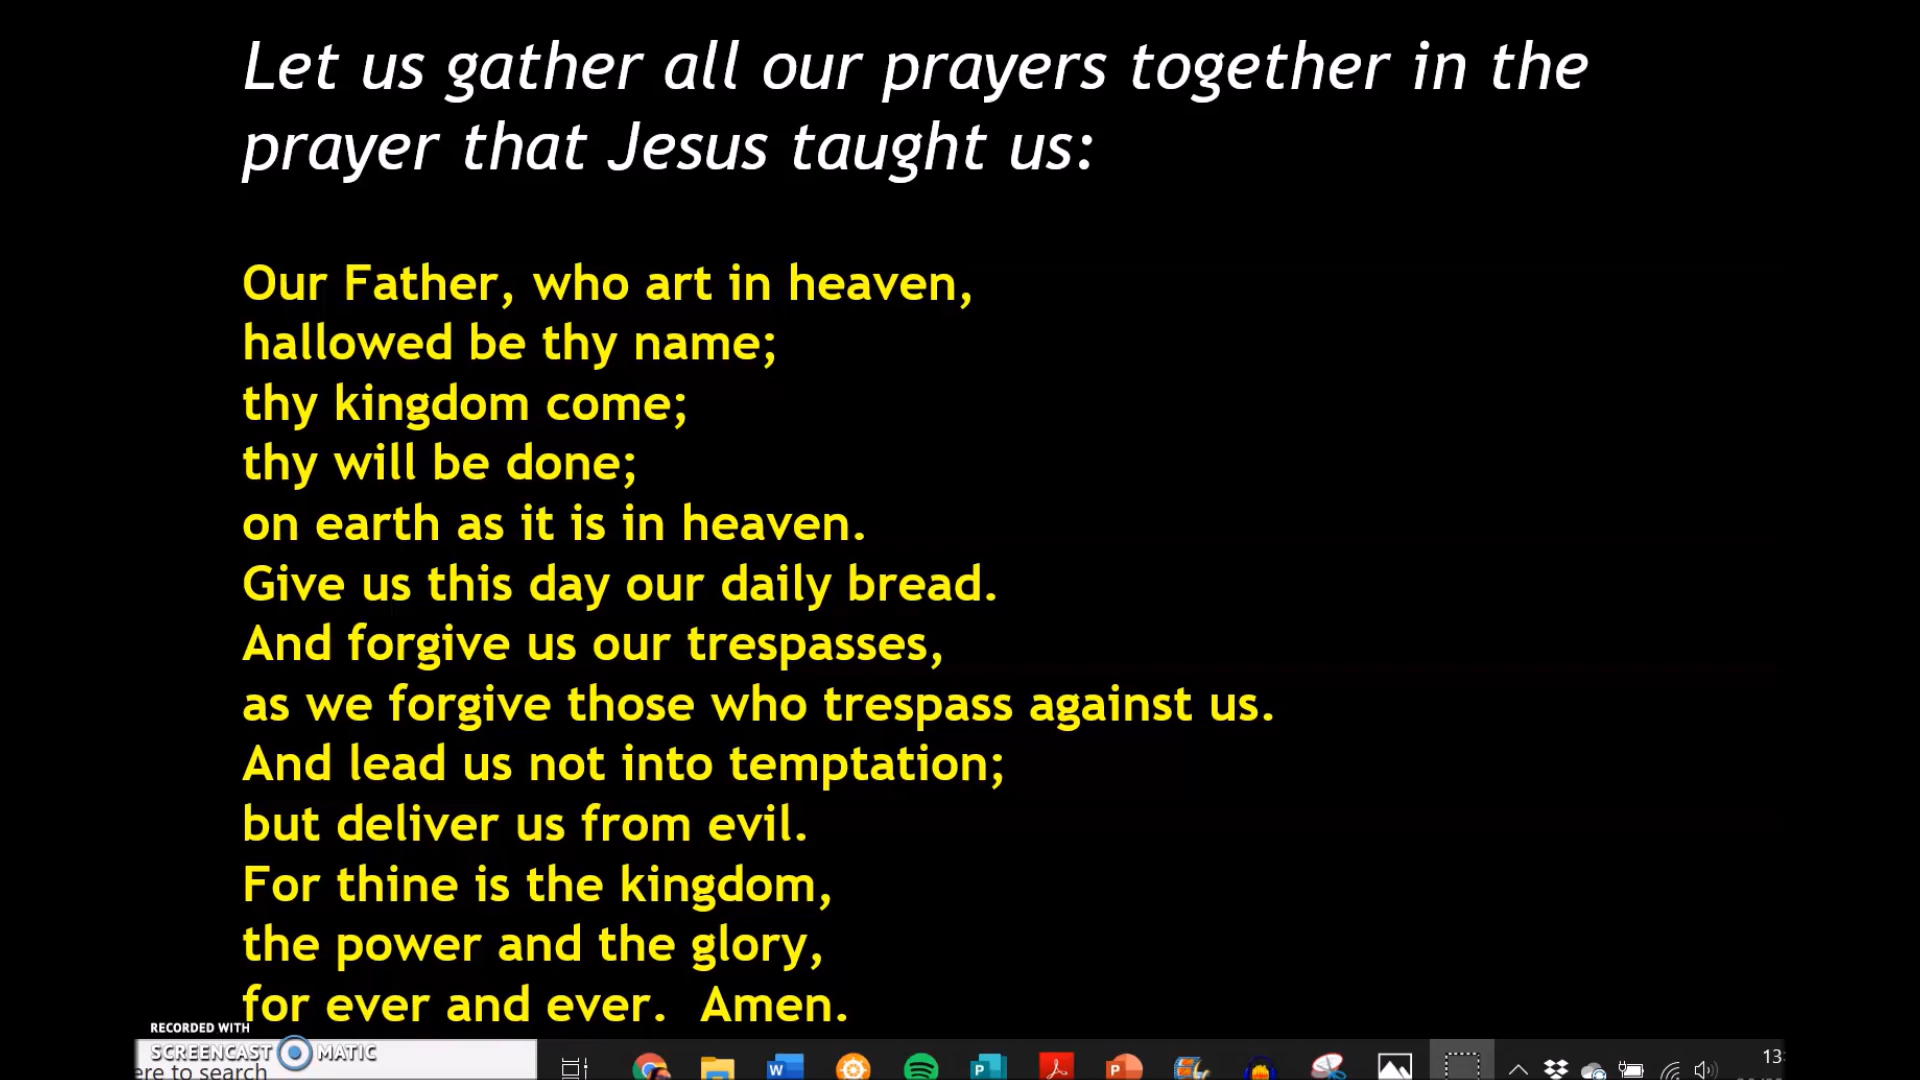 Let us gather all our prayers together in the
prayer that Jesus taught us:
Our Father, who art in heaven,
hallowed be thy name;
thy kingdom come;
thy will be done;
on earth as it is in heaven.
Give us this day our daily bread.
And forgive us our trespasses,
as we forgive those who trespass against us.
And lead us not into temptation;
but deliver us from evil.
For thine is the kingdom,
the power and the glory,
for ever and ever.  Amen.
RECORDED WITH
SCREENCAST MATIC
ere to search
13